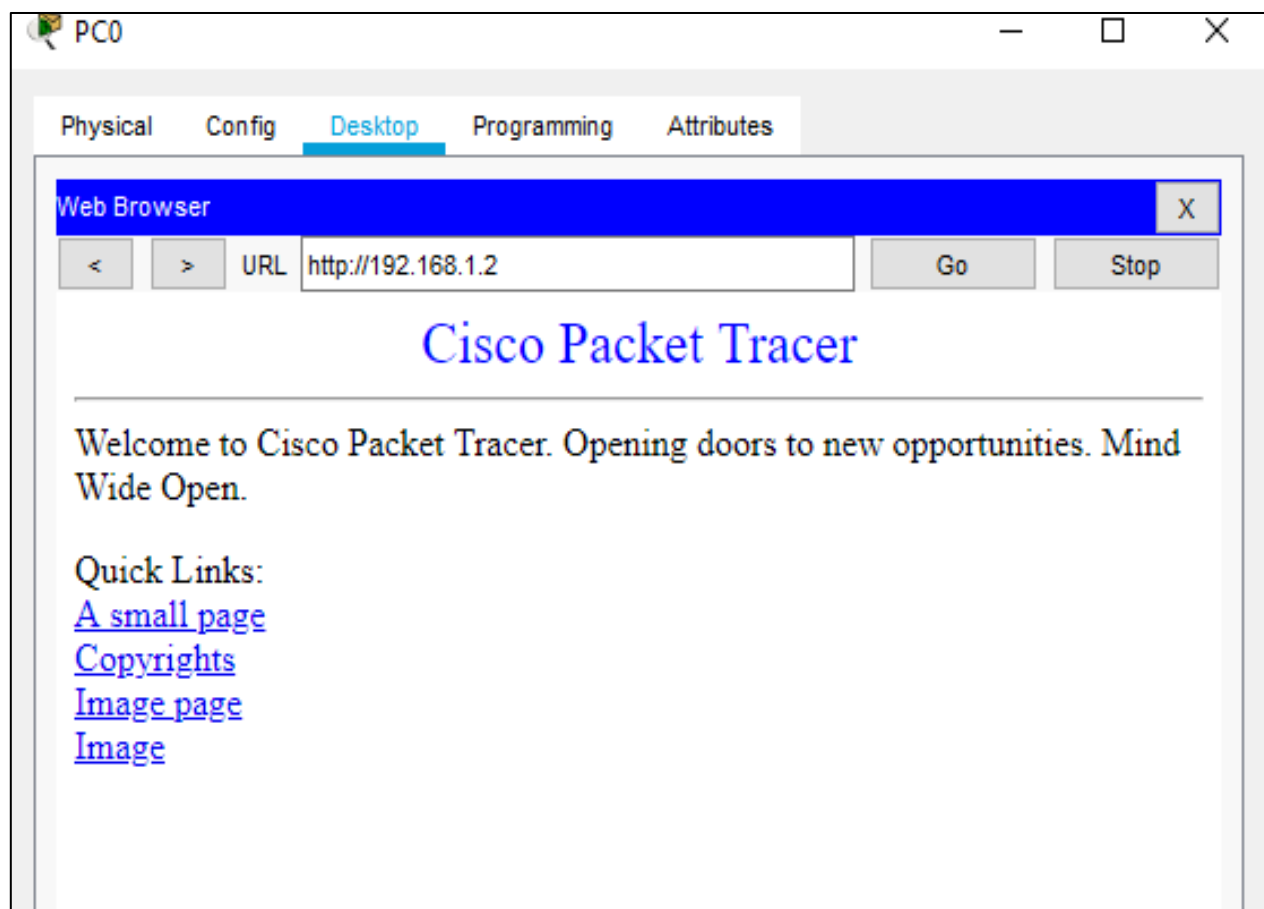 PC0
Physical Config Desktop Programming Attributes
Web Browser X
< > URL http://192.168.1.2 Go Stop
Cisco Packet Tracer
Welcome to Cisco Packet Tracer. Opening doors to new opportunities. Mind
Wide Open.
Quick Links:
A small page
Copyrights
Image page
Image